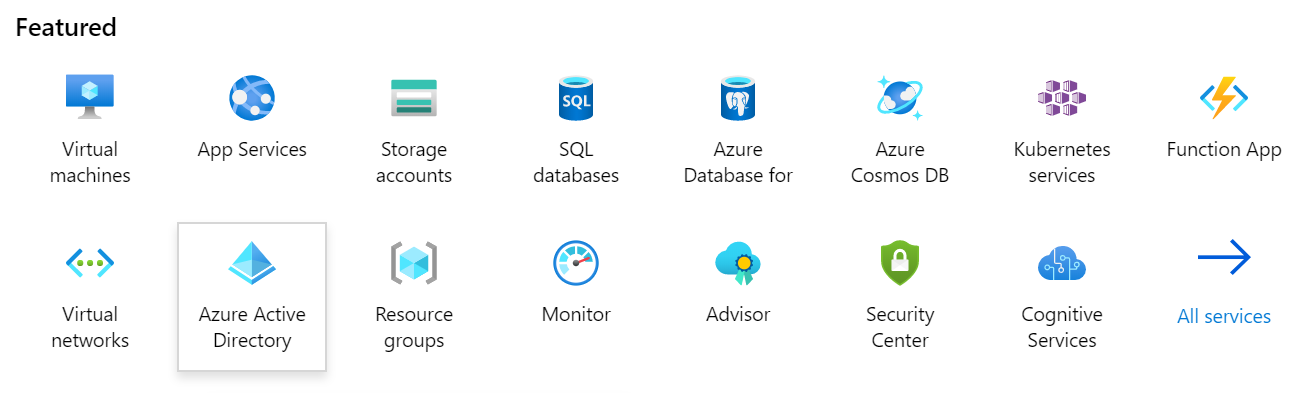 Featured
Virtual
machines
App Services
Storage
accounts
SQL
SQL
databases
Azure
Database for
Azure
Cosmos DB
Kubernetes
services
Function App
Virtual
networks
Azure Active
Directory
Resource
groups
Monitor
Advisor
Security
Center
Cognitive
Services
All services